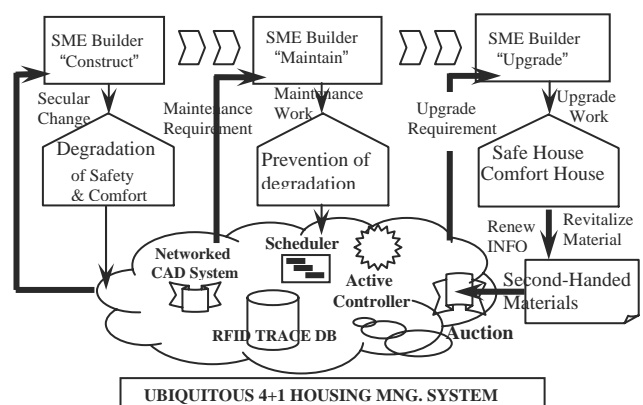 SME Builder
"Construct"
SME Builder
"Maintain"
SME Builder
"Upgrade"
Secular
Change
Maintenance
Requirement
Maintenance
Work
Upgrade
Requirement
Upgrade
Work
Degradation
of Safety
& Comfort
Prevention of
degradation
Safe House
Comfort House
Networked
CAD System
Scheduler
Active
Controller
RFID TRACE DB
Renew
INFO
Revitalize
Material
Second-Handed
Materials
Auction
UBIQUITOUS 4+1 HOUSING MNG. SYSTEM